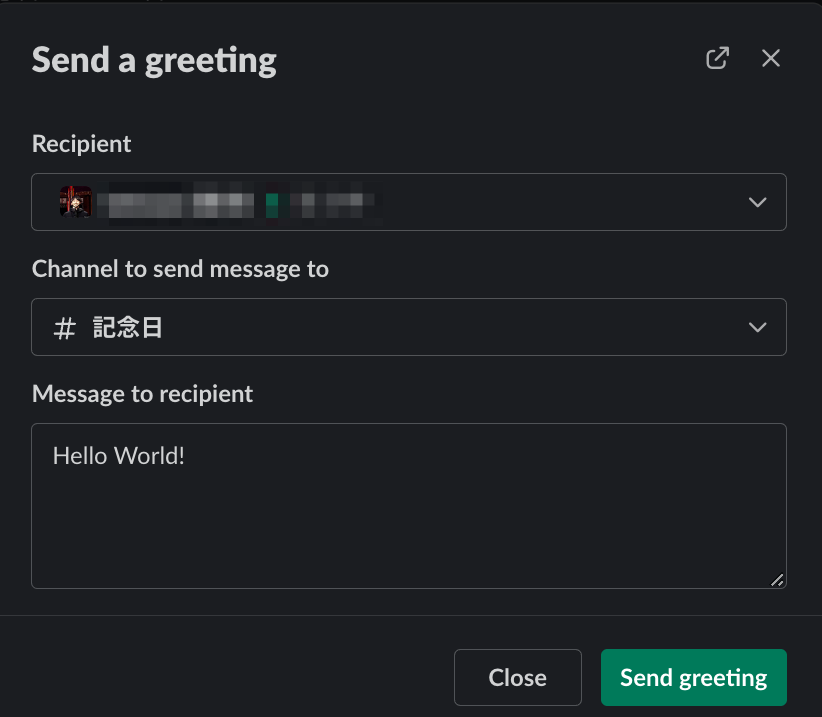 Send a greeting
Recipient
Channel to send message to
# 記念日
Message to recipient
Hello World!
Close
Send greeting